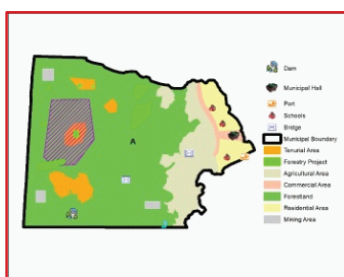 Dam
Municipal Hall
Port
Schools
Bridge
Municipal Boundary
Tenurial Area
Forestry Project
Agricultural Area
Commercial Area
Forestland
Residential Area
Mining Area
A